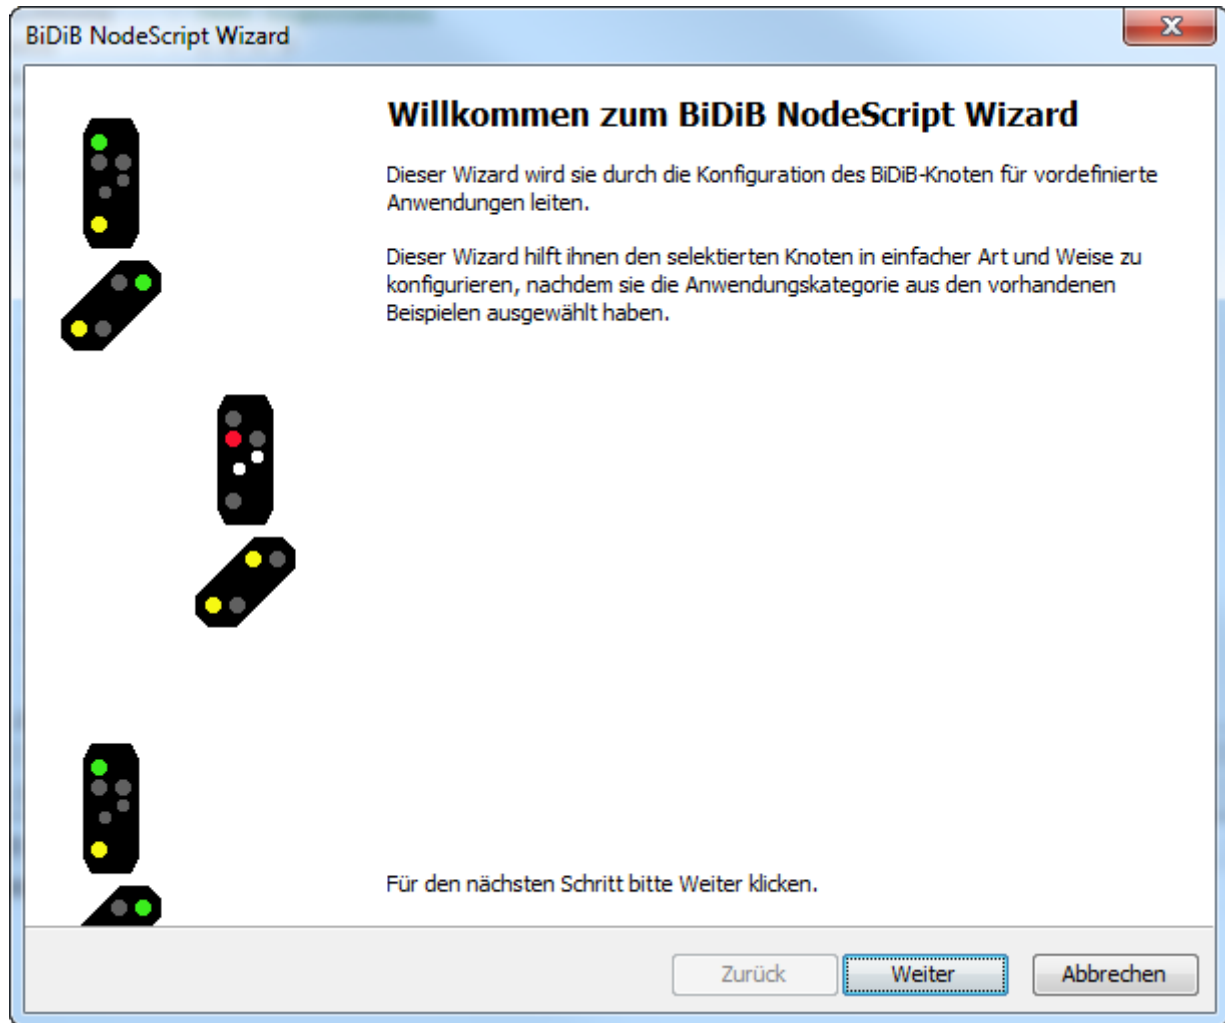 BiDiB NodeScript Wizard
Willkommen zum BiDiB NodeScript Wizard
Dieser Wizard wird sie durch die Konfiguration des BiDiB-Knoten für vordefinierte
Anwendungen leiten.
Dieser Wizard hilft ihnen den selektierten Knoten in einfacher Art und Weise zu
konfigurieren, nachdem sie die Anwendungskategorie aus den vorhandenen
Beispielen ausgewählt haben.
Für den nächsten Schritt bitte Weiter klicken.
Zurück
Weiter
Abbrechen